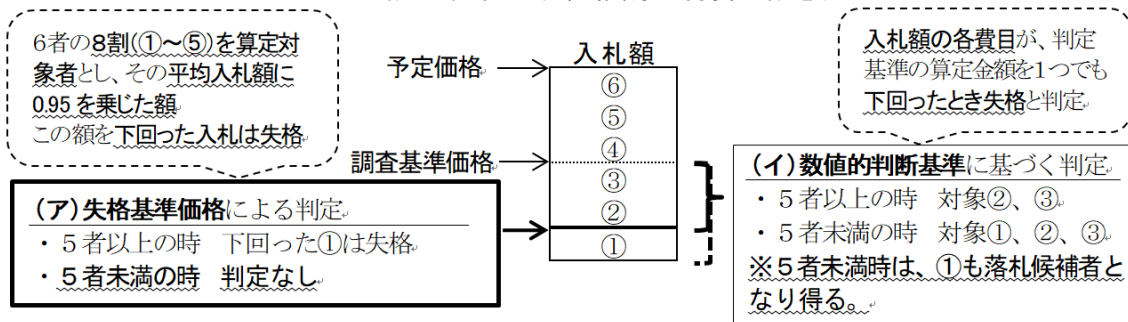 6者の8割(①～⑤)を算定対
象者とし、その平均入札額に
0.95 を乗じた額
この額を下回った入札は失格
予定価格
調査基準価格
入札額
⑥
⑤
④
③
②
①
入札額の各費目が、判定
基準の算定金額を1つでも
下回ったとき失格と判定
(ア)失格基準価格による判定
・５者以上の時　下回った①は失格
・５者未満の時　判定なし
(イ)数値的判断基準に基づく判定
・５者以上の時　対象②、③
・５者未満の時　対象①、②、③
※５者未満時は、①も落札候補者と
なり得る。